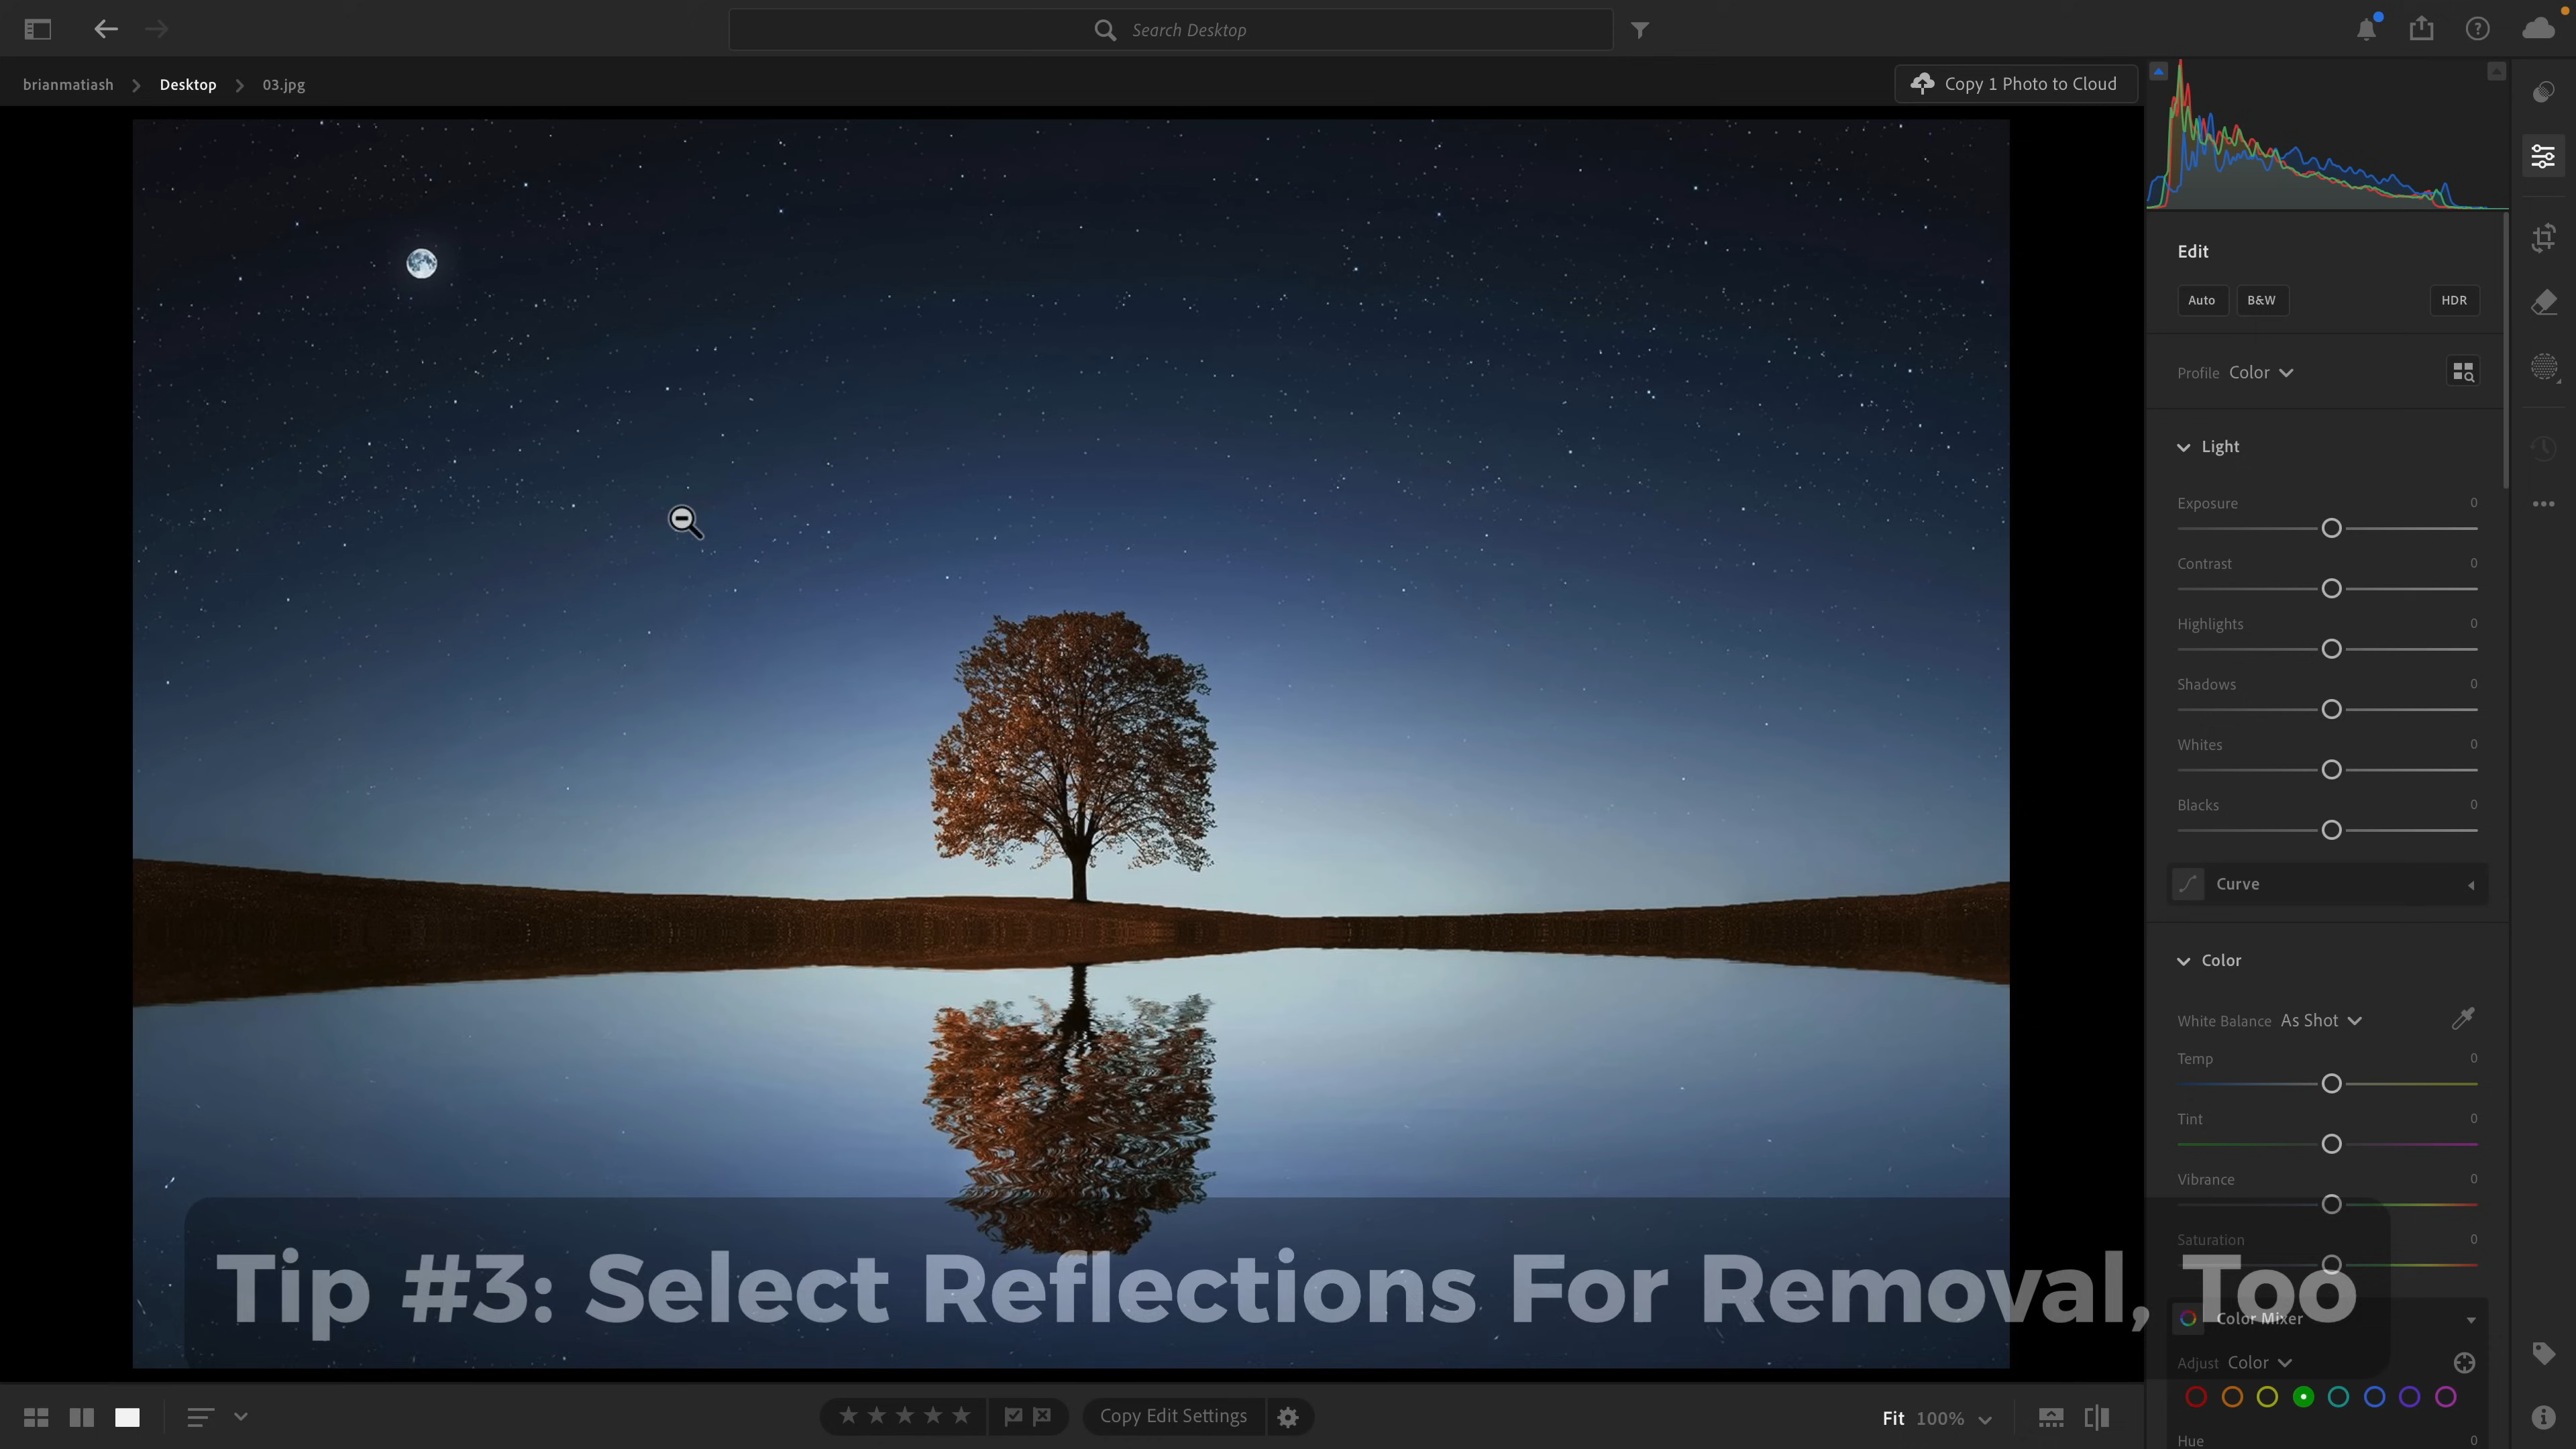 Search Desktop
brianmatiash
Desktop
03.jpg
Copy 1 Photo to Cloud
Edit
Auto
B&W
HDR
Profile Color
Light
Exposure 0
Contrast 0
Highlights 0
Shadows 0
Whites 0
Blacks 0
Curve
Color
White Balance As Shot
Temp 0
Tint 0
Vibrance 0
Saturation 0
Tip #3: Select Reflections For Removal, Too
Color Mixer
Adjust Color
Hue 0
Copy Edit Settings
Fit 100%